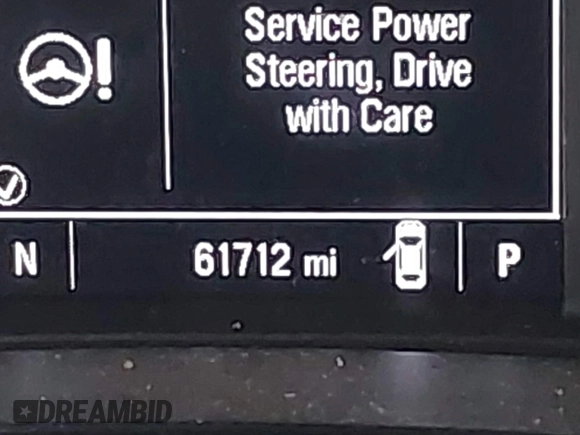 Service Power
Steering, Drive
with Care
N
61712 mi
P
DREAMBID